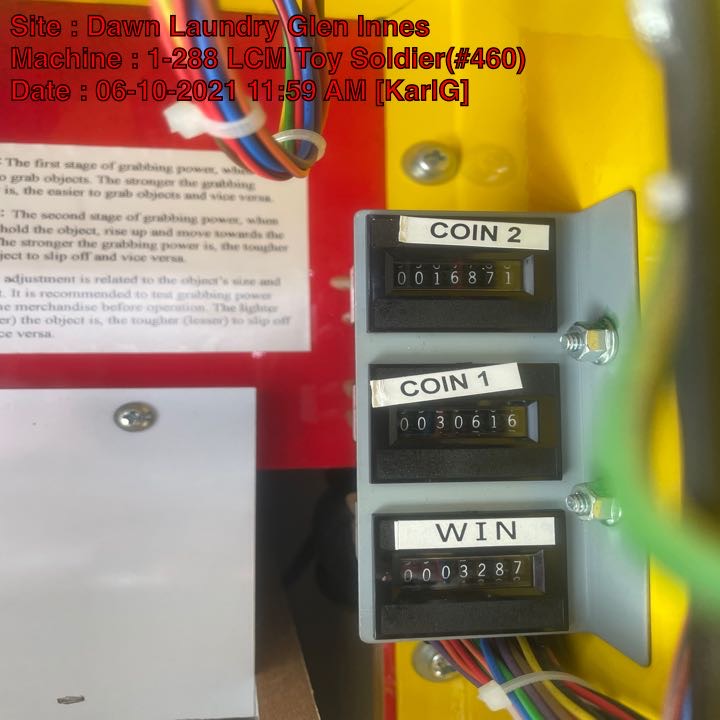 Site : Dawn Laundry Glen Innes
Machine : 1-288 LCM Toy Soldier(#460)
Date : 06-10-2021 11:59 AM [KarlG]
: The first stage of grabbing power, when
o grab objects. The stronger the grabbing
is, the easier to grab objects and vice versa.
: The second stage of grabbing power, when
hold the object, rise up and move towards the
he stronger the grabbing power is, the tougher
ject to slip off and vice versa.
adjustment is related to the object's size and
t. It is recommended to test grabbing power
he merchandise before operation. The lighter
er) the object is, the tougher (lesser) to slip off
ce versa.
COIN 2
0016871
COIN 1
0030616
WIN
0003287